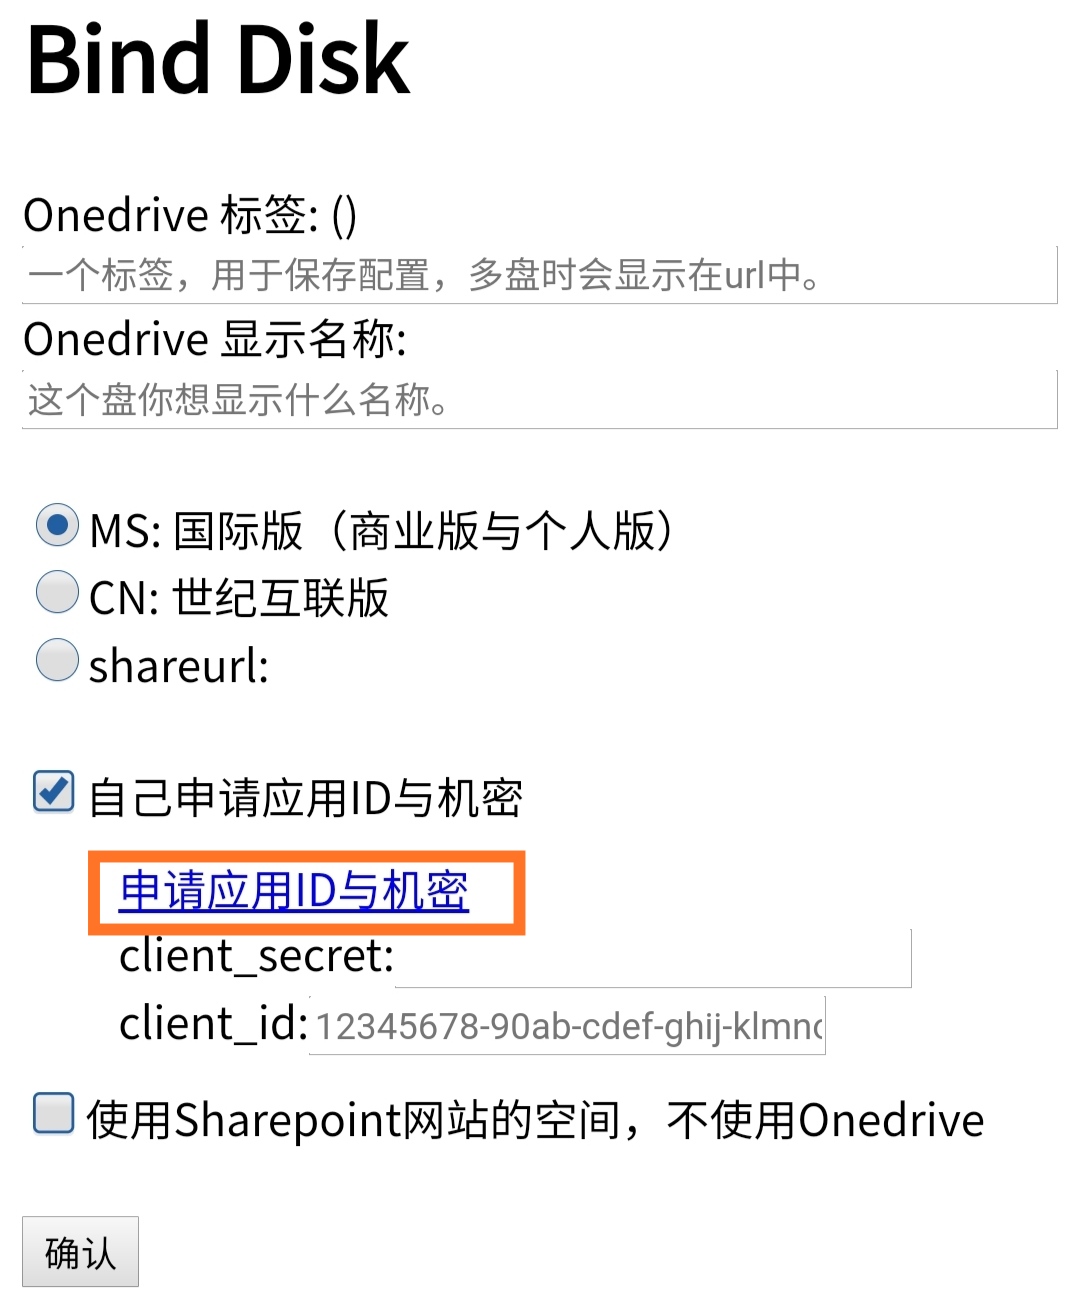 Bind Disk
Onedrive 标签: ()
一个标签，用于保存配置，多盘时会显示在url中。
Onedrive 显示名称:
这个盘你想显示什么名称。
MS: 国际版（商业版与个人版）
CN: 世纪互联版
shareurl:
自己申请应用ID与机密
申请应用ID与机密
client_secret:
client_id: 12345678-90ab-cdef-ghij-klmn
使用Sharepoint网站的空间，不使用Onedrive
确认